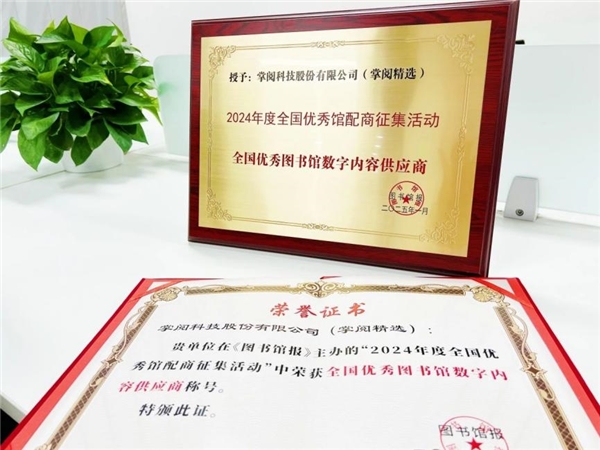 授予：掌阅科技股份有限公司（掌阅精选）
2024年度全国优秀馆配商征集活动
全国优秀图书馆数字内容供应商
图书馆报
二〇二五年一月
荣誉证书
掌阅科技股份有限公司（掌阅精选）：
贵单位在《图书馆报》主办的“2024年度全国优
秀馆配商征集活动”中荣获全国优秀图书馆数字内
容供应商称号。
特颁此证。
图书馆报